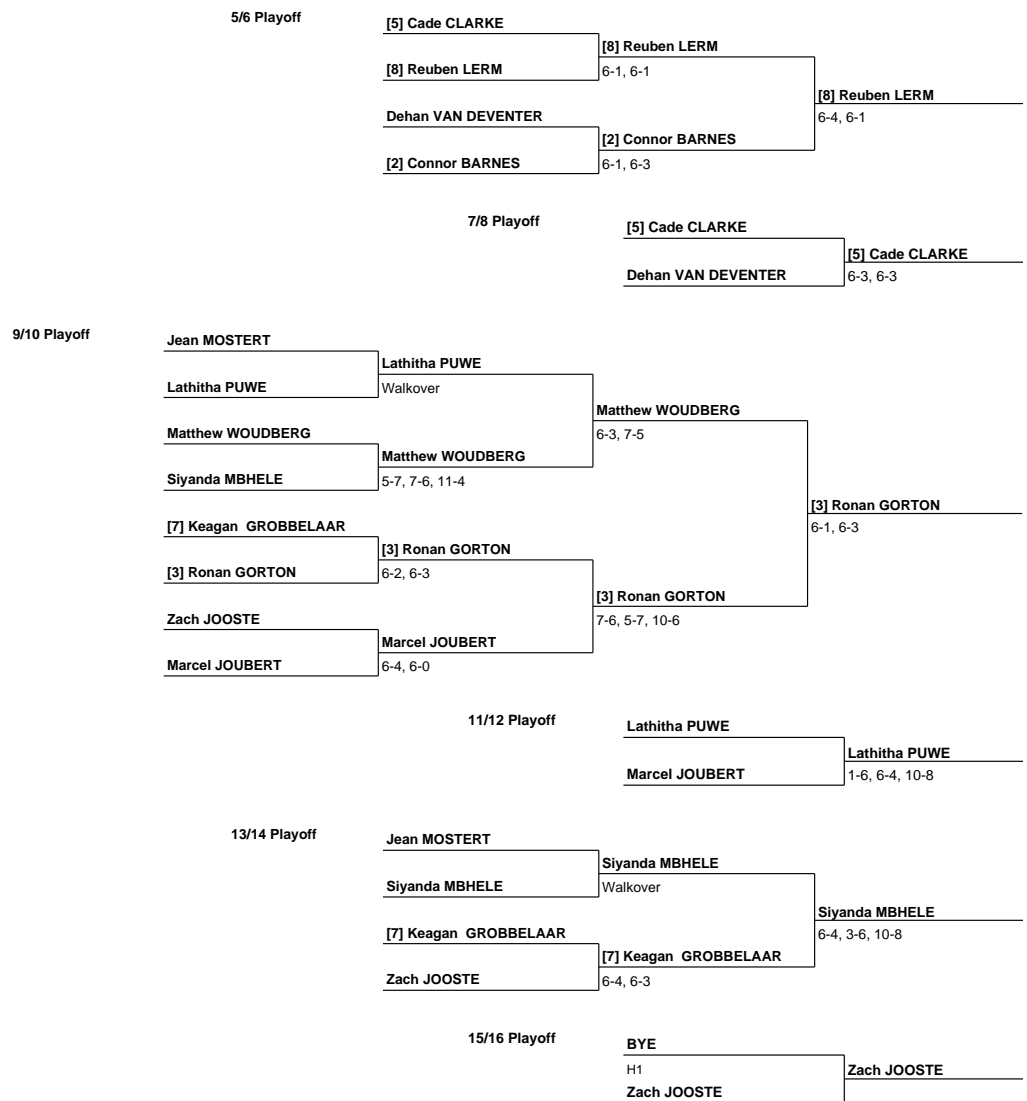 5/6 Playoff
[5] Cade CLARKE
[8] Reuben LERM
[8] Reuben LERM
6-1, 6-1
[8] Reuben LERM
6-4, 6-1
Dehan VAN DEVENTER
[2] Connor BARNES
[2] Connor BARNES
6-1, 6-3
7/8 Playoff
[5] Cade CLARKE
[5] Cade CLARKE
Dehan VAN DEVENTER
6-3, 6-3
9/10 Playoff
Jean MOSTERT
Lathitha PUWE
Lathitha PUWE
Walkover
Matthew WOUDBERG
6-3, 7-5
Matthew WOUDBERG
Matthew WOUDBERG
Siyanda MBHELE
5-7, 7-6, 11-4
[3] Ronan GORTON
6-1, 6-3
[7] Keagan  GROBBELAAR
[3] Ronan GORTON
[3] Ronan GORTON
6-2, 6-3
[3] Ronan GORTON
7-6, 5-7, 10-6
Zach JOOSTE
Marcel JOUBERT
Marcel JOUBERT
6-4, 6-0
11/12 Playoff
Lathitha PUWE
Lathitha PUWE
Marcel JOUBERT
1-6, 6-4, 10-8
13/14 Playoff
Jean MOSTERT
Siyanda MBHELE
Siyanda MBHELE
Walkover
Siyanda MBHELE
6-4, 3-6, 10-8
[7] Keagan  GROBBELAAR
[7] Keagan  GROBBELAAR
Zach JOOSTE
6-4, 6-3
15/16 Playoff
BYE
H1
Zach JOOSTE
Zach JOOSTE